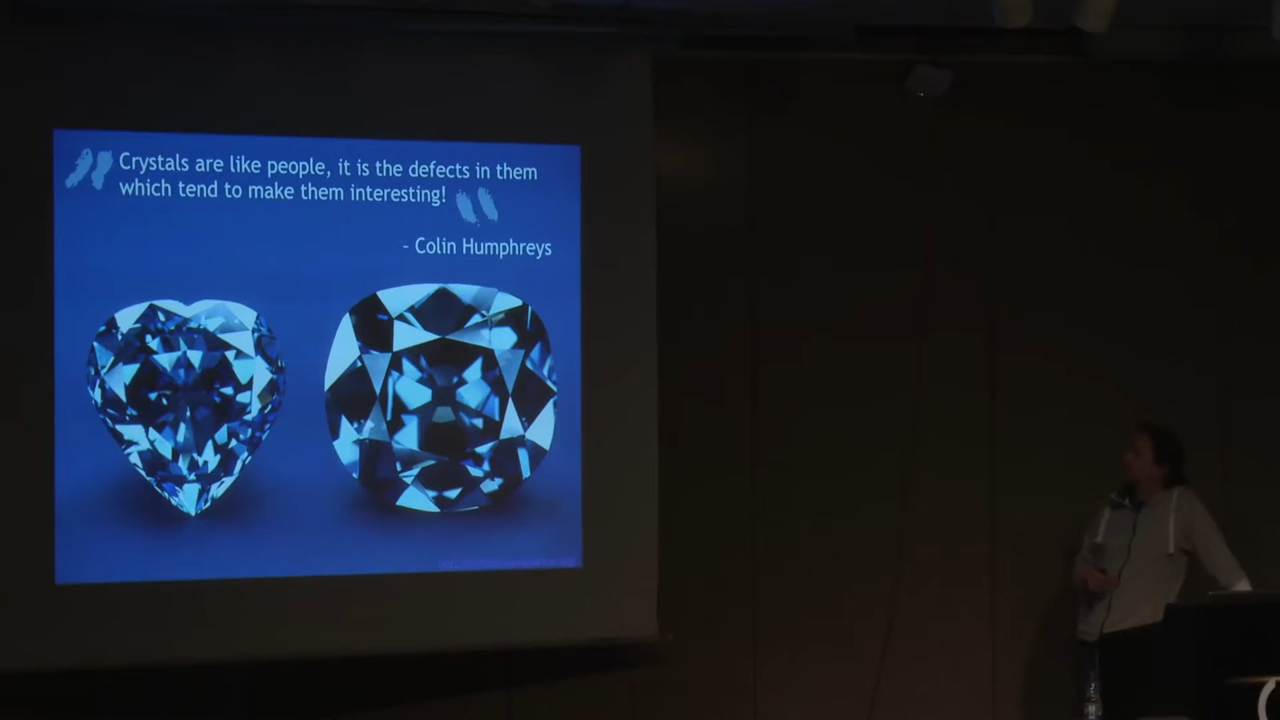 Crystals are like people, it is the defects in them
which tend to make them interesting!
- Colin Humphreys